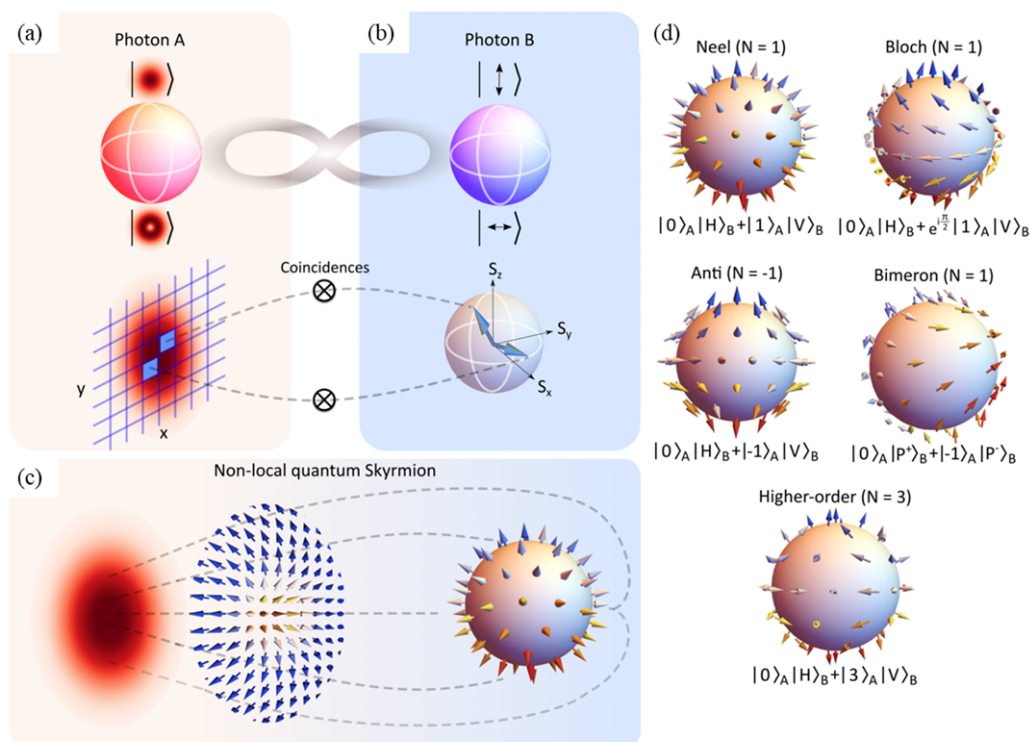 (a)
Photon A
(b)
Photon B
Coincidences
y
x
S_z
S_y
S_x
(c)
Non-local quantum Skyrmion
(d)
Neel (N = 1)
Bloch (N = 1)
|0⟩_A|H⟩_B+|1⟩_A|V⟩_B
|0⟩_A|H⟩_B+e^{i\frac{π}{2}}|1⟩_A|V⟩_B
Anti (N = -1)
Bimeron (N = 1)
|0⟩_A|H⟩_B+|-1⟩_A|V⟩_B
|0⟩_A|P⁺⟩_B+|-1⟩_A|P⁻⟩_B
Higher-order (N = 3)
|0⟩_A|H⟩_B+|3⟩_A|V⟩_B